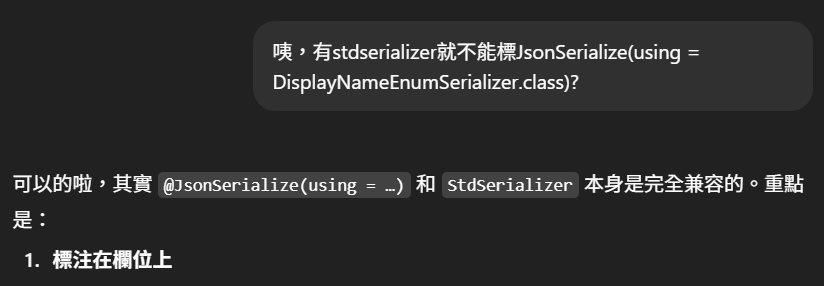 咦，有stdserializer就不能標JsonSerialize(using =
DisplayNameEnumSerializer.class)?
可以的啦，其實 @JsonSerialize(using = …) 和 StdSerializer 本身是完全兼容的。重點
是：
1. 標注在欄位上